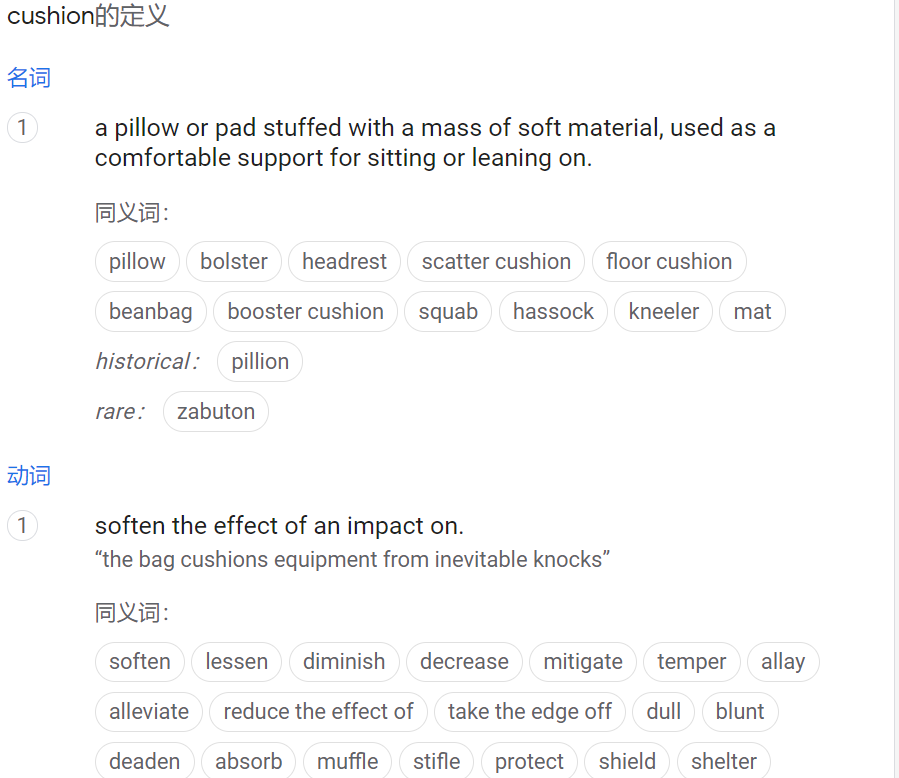 cushion的定义
名词
1 a pillow or pad stuffed with a mass of soft material, used as a
comfortable support for sitting or leaning on.
同义词：
pillow bolster headrest scatter cushion floor cushion
beanbag booster cushion squab hassock kneeler mat
historical： pillion
rare： zabuton
动词
1 soften the effect of an impact on.
“the bag cushions equipment from inevitable knocks”
同义词：
soften lessen diminish decrease mitigate temper allay
alleviate reduce the effect of take the edge off dull blunt
deaden absorb muffle stifle protect shield shelter